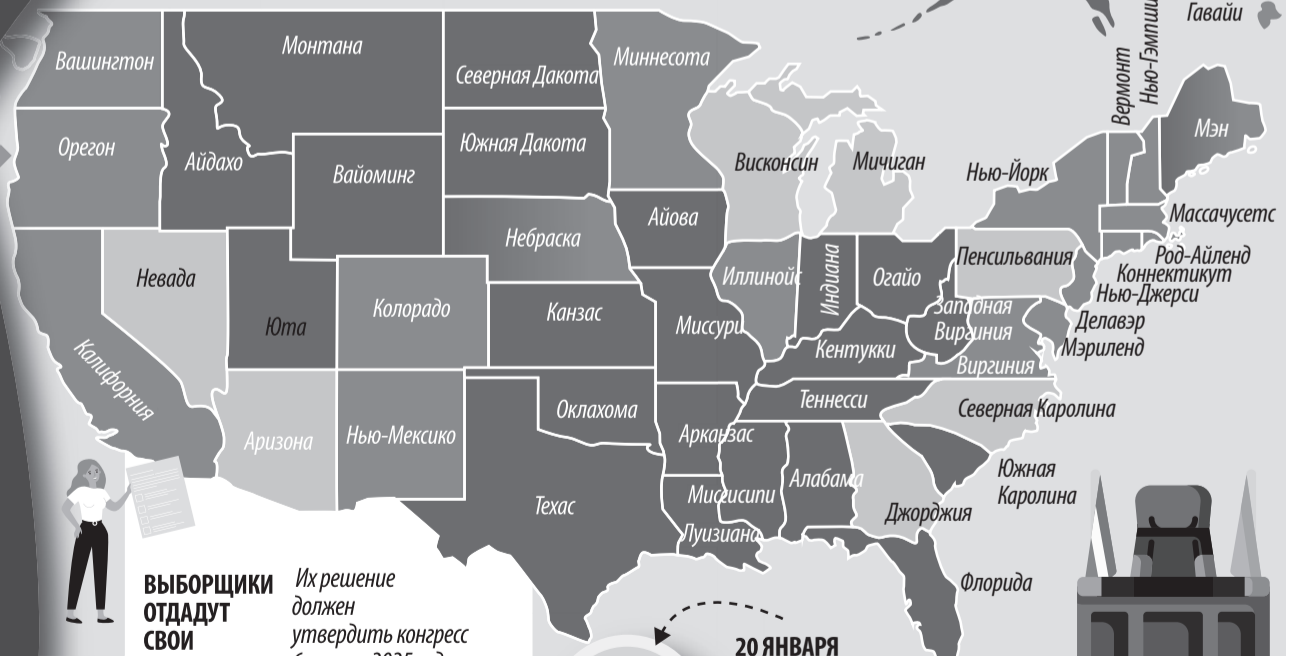 Гавайи
Вермонт
Вашингтон
Монтана
Северная Дакота
Миннесота
Мэн
Орегон
Айдахо
Вайоминг
Южная Дакота
Висконсин
Мичиган
Нью-Йорк
Небраска
Айова
Массачусетс
Невада
Юта
Колорадо
Канзас
Миссури
Иллинойс
Индиана
Огайо
Пенсильвания
Род-Айленд
Коннектикут
Нью-Джерси
Делавэр
Мэриленд
Западная
Виргиния
Виргиния
Кентукки
Калифорния
Аризона
Нью-Мексико
Оклахома
Арканзас
Теннесси
Северная Каролина
Южная
Каролина
Техас
Миссисипи
Алабама
Джорджия
Луизиана
Флорида
ВЫБОРЩИКИ
ОТДАДУТ
СВОИ
Их решение
должен
утвердить конгресс
20 ЯНВАРЯ